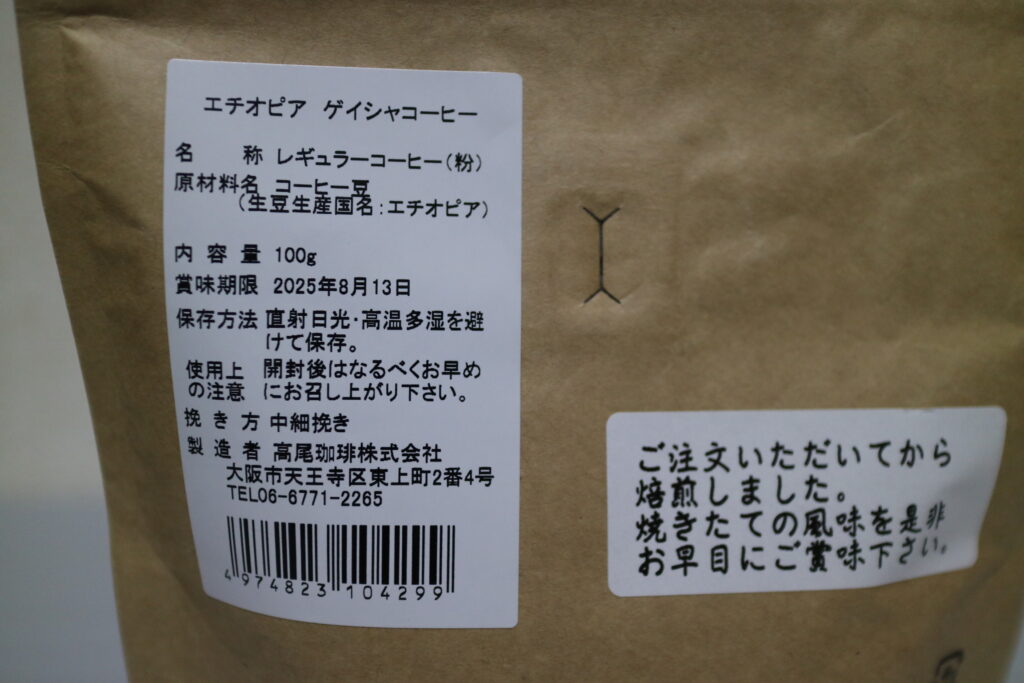 エチオピア ゲイシャコーヒー
名 称 レギュラーコーヒー(粉)
原材料名 コーヒー豆
(生豆生産国名:エチオピア)
内 容 量 100g
賞味期限 2025年8月13日
保存方法 直射日光・高温多湿を避
けて保存。
使用上 開封後はなるべくお早め
の注意 にお召し上がり下さい。
挽 き 方 中細挽き
製 造 者 高尾珈琲株式会社
大阪市天王寺区東上町2番4号
TEL06-6771-2265
4974823104299
ご注文いただいてから
焙煎しました。
焼きたての風味を是非
お早目にご賞味下さい。